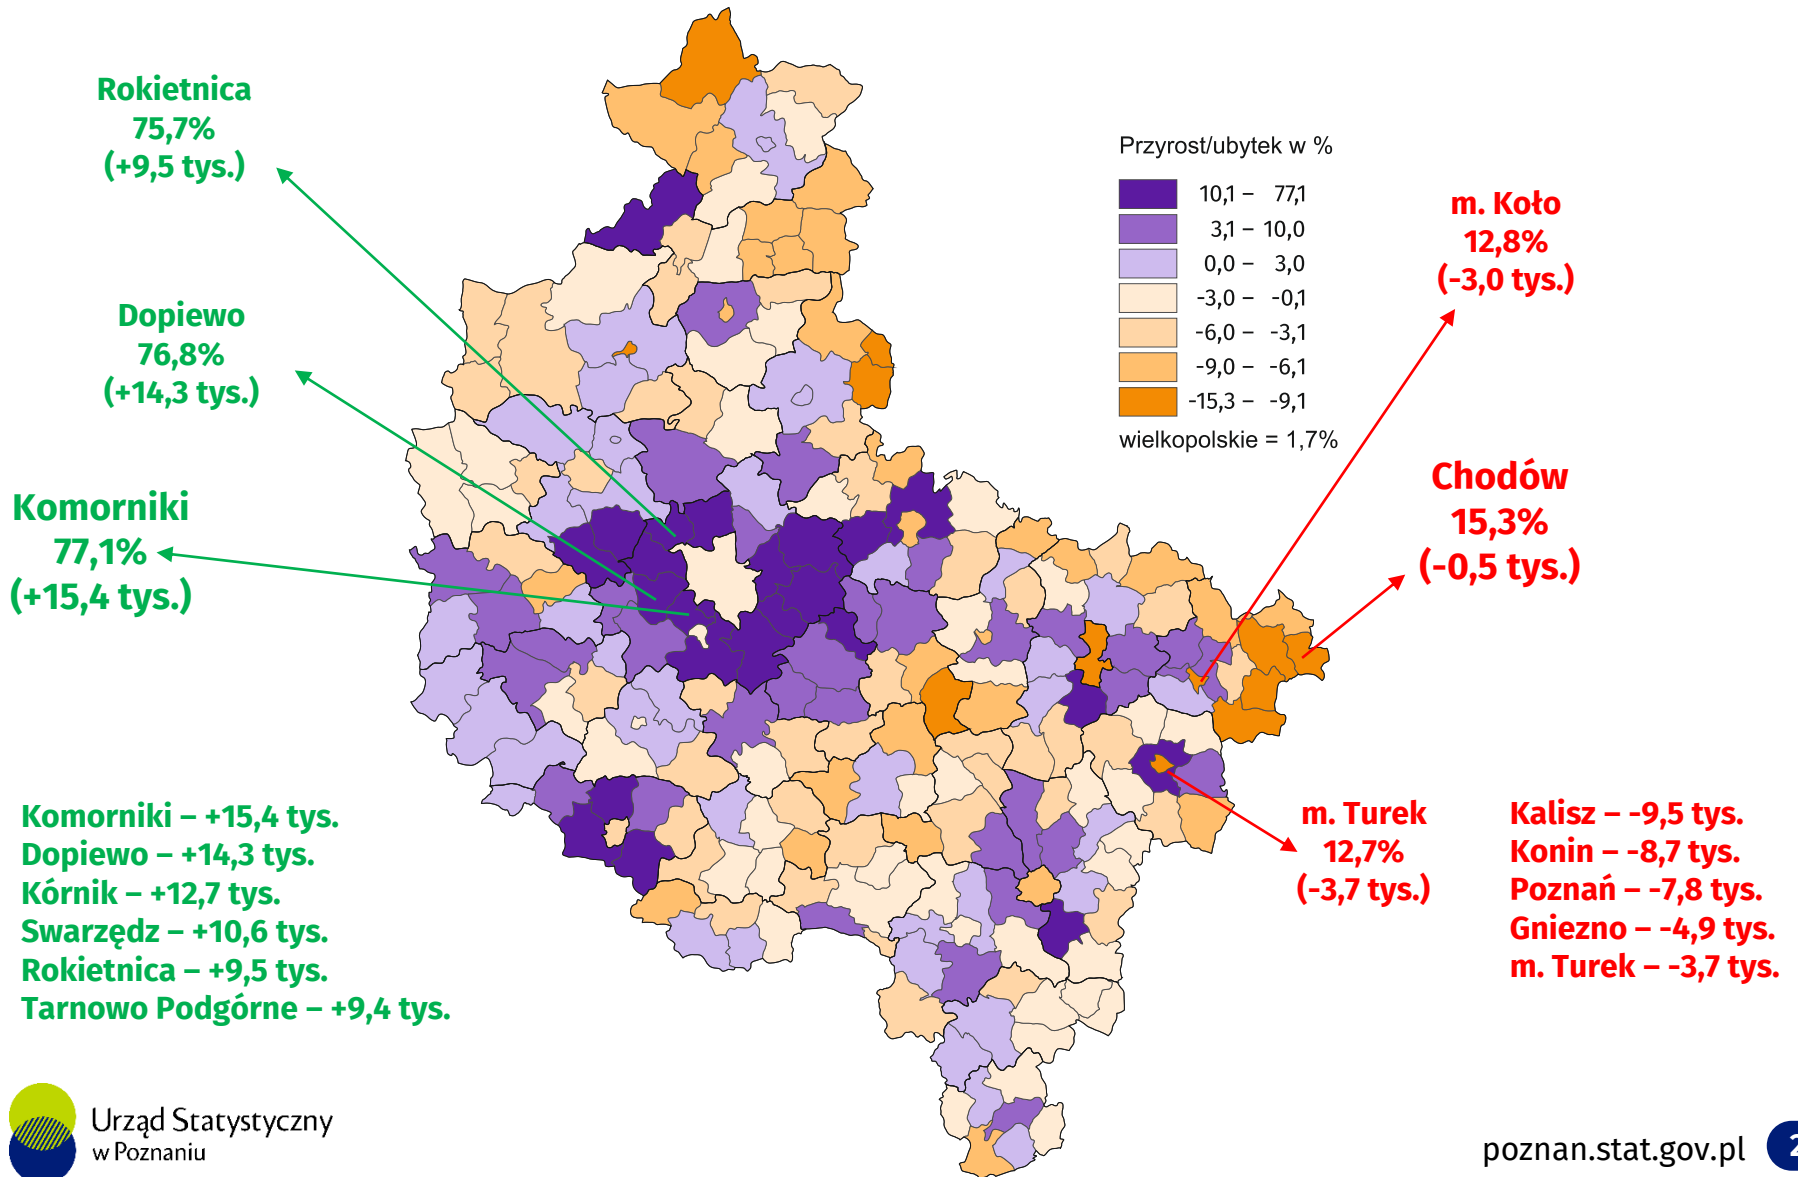 Rokietnica
75,7%
(+9,5 tys.)
Dopiewo
76,8%
(+14,3 tys.)
Komorniki
77,1%
(+15,4 tys.)
Przyrost/ubytek w %
10,1 – 77,1
3,1 – 10,0
0,0 – 3,0
-3,0 – -0,1
-6,0 – -3,1
-9,0 – -6,1
-15,3 – -9,1
wielkopolskie = 1,7%
m. Koło
12,8%
(-3,0 tys.)
Chodów
15,3%
(-0,5 tys.)
m. Turek
12,7%
(-3,7 tys.)
Komorniki – +15,4 tys.
Dopiewo – +14,3 tys.
Kórnik – +12,7 tys.
Swarzędz – +10,6 tys.
Rokietnica – +9,5 tys.
Tarnowo Podgórne – +9,4 tys.
Kalisz – -9,5 tys.
Konin – -8,7 tys.
Poznań – -7,8 tys.
Gniezno – -4,9 tys.
m. Turek – -3,7 tys.
Urząd Statystyczny
w Poznaniu
poznan.stat.gov.pl